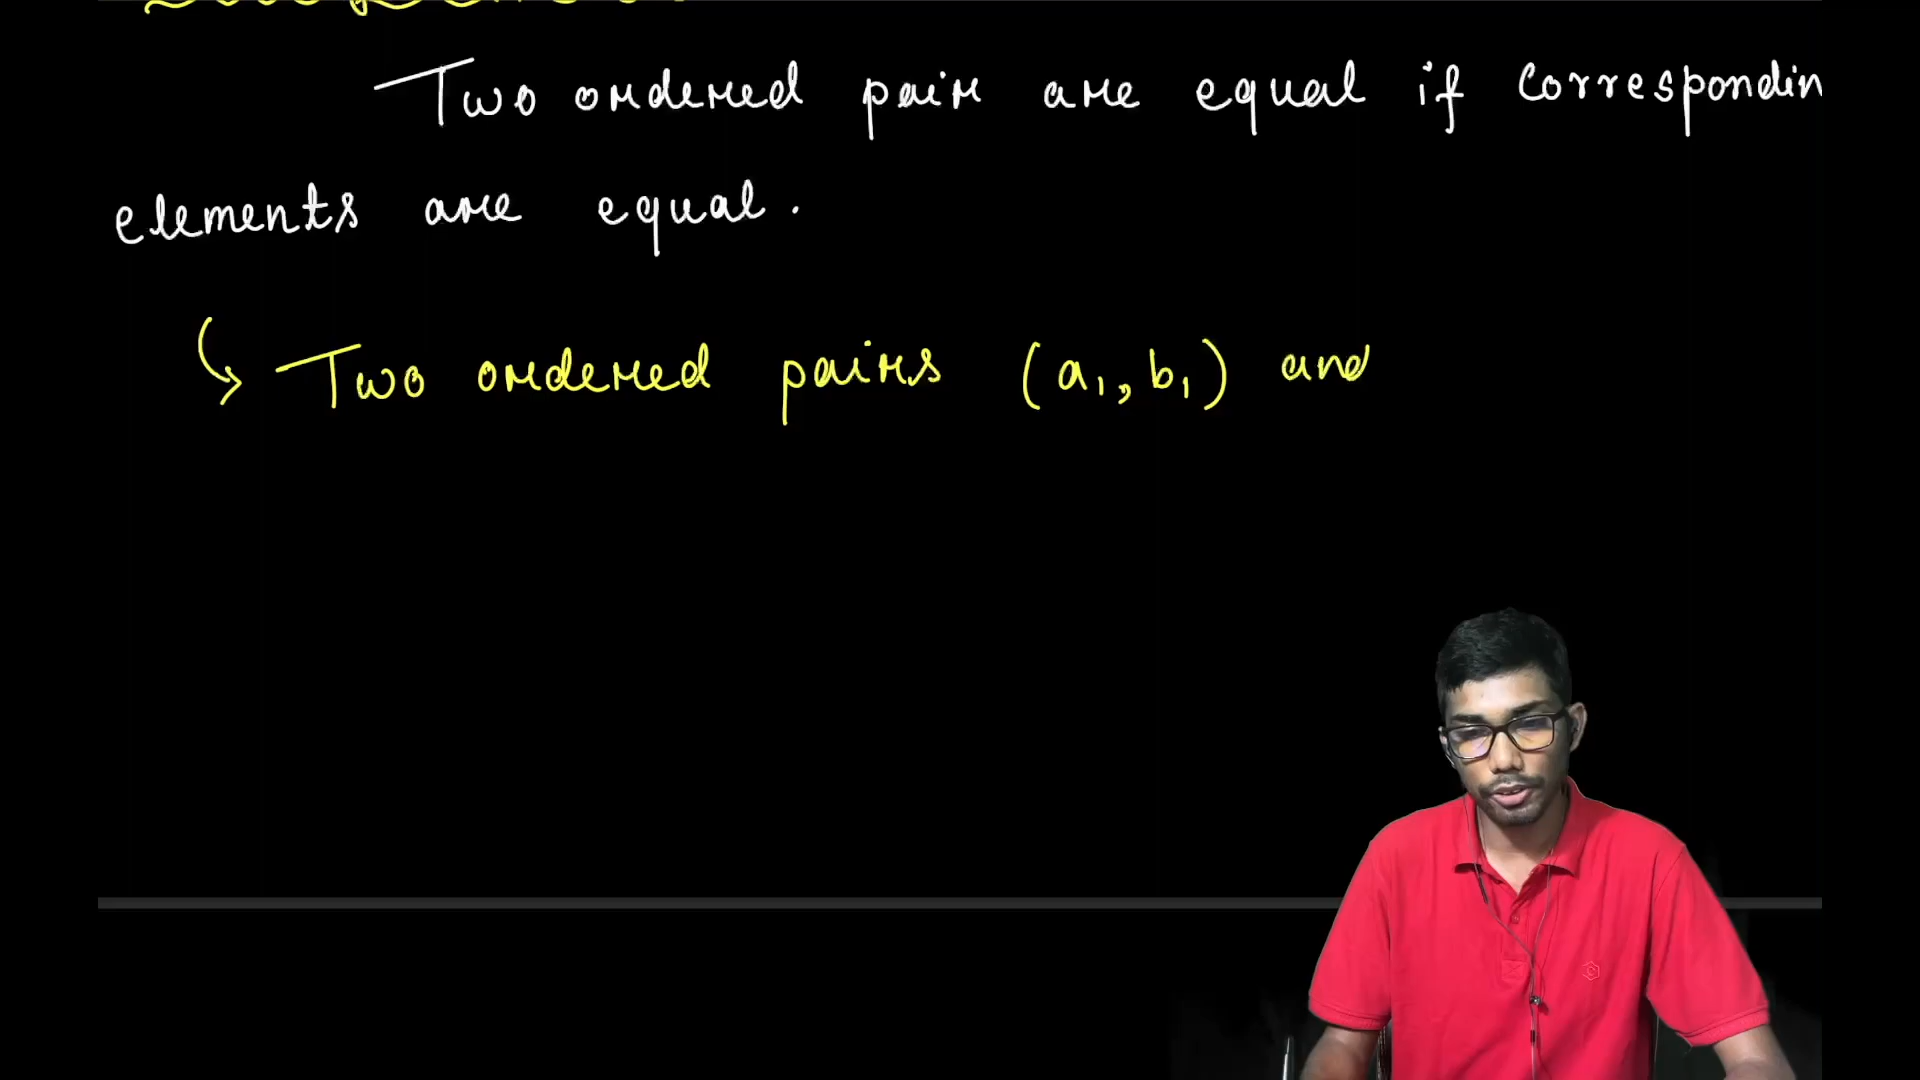 Two ordered pair are equal if correspondin
elements are equal.
Two ordered pairs (a₁, b₁) and